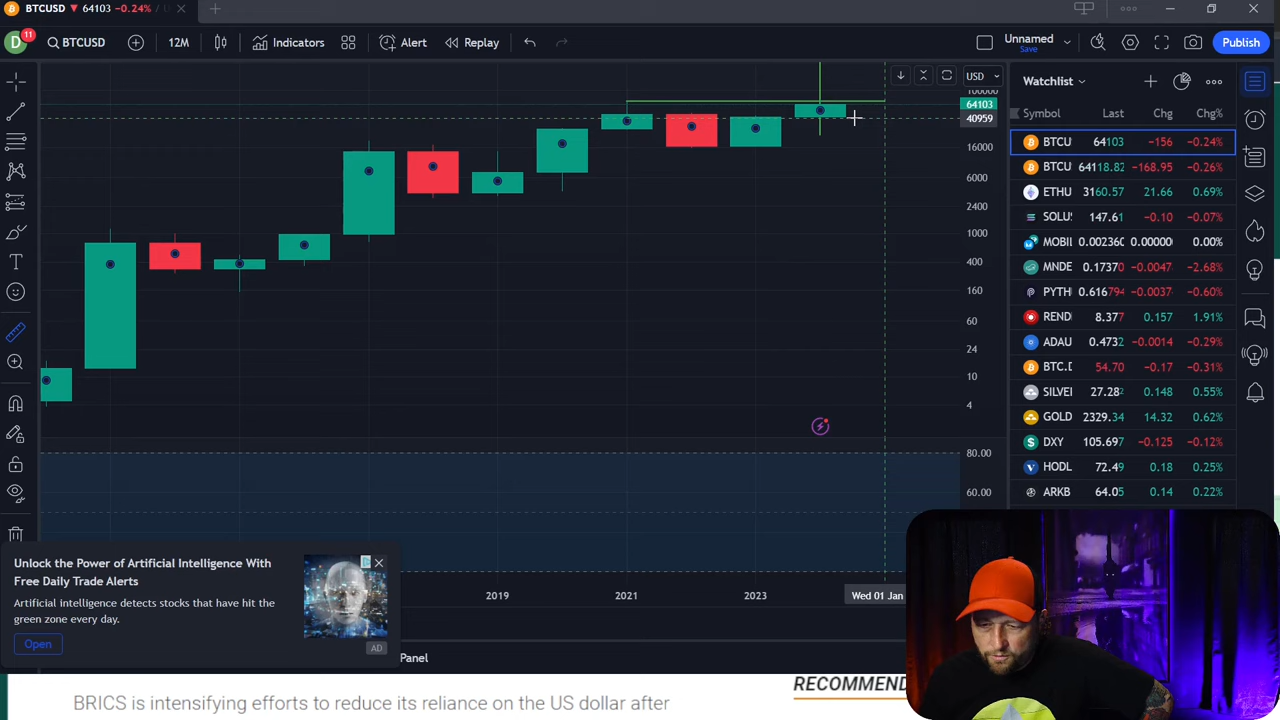 BTCUSD 64103 -0.24% / U
D 11 BTCUSD 12M Indicators Alert Replay Unnamed Save Publish
USD
100000
64103
40959
16000
6000
2400
1000
400
160
60
24
10
4
80.00
60.00
2019 2021 2023 Wed 01 Jan
Watchlist
Symbol Last Chg Chg%
BTCU 64103 −156 −0.24%
BTCU 64118.82 −168.95 −0.26%
ETHU 3160.57 21.66 0.69%
SOLU 147.61 −0.10 −0.07%
MOBIL 0.002360 0.00000 0.00%
MNDE 0.17370 −0.0047 −2.68%
PYTH 0.616794 −0.0037 −0.60%
REND 8.377 0.157 1.91%
ADAU 0.4732 −0.0014 −0.29%
BTC.D 54.70 −0.17 −0.31%
SILVE 27.282 0.148 0.55%
GOLD 2329.34 14.32 0.62%
DXY 105.697 −0.125 −0.12%
HODL 72.49 0.18 0.25%
ARKB 64.05 0.14 0.22%
Unlock the Power of Artificial Intelligence With
Free Daily Trade Alerts
Artificial intelligence detects stocks that have hit the
green zone every day.
Open
AD
Panel
RECOMMEND
BRICS is intensifying efforts to reduce its reliance on the US dollar after